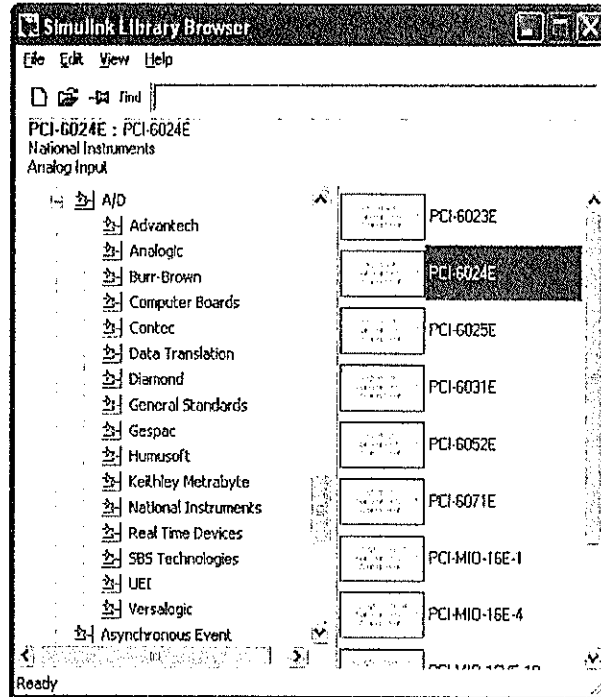 Simulink Library Browser
File Edit View Help
Find
PCI-6024E : PCI-6024E
National Instruments
Analog Input
A/D
Advantech
Analogic
Burr-Brown
Computer Boards
Contec
Data Translation
Diamond
General Standards
Gespac
Humusoft
Keithley Metrabyte
National Instruments
Real Time Devices
SBS Technologies
UEI
Versalogic
Asynchronous Event
PCI-6023E
PCI-6024E
PCI-6025E
PCI-6031E
PCI-6052E
PCI-6071E
PCI-MIO-16E-1
PCI-MIO-16E-4
Ready